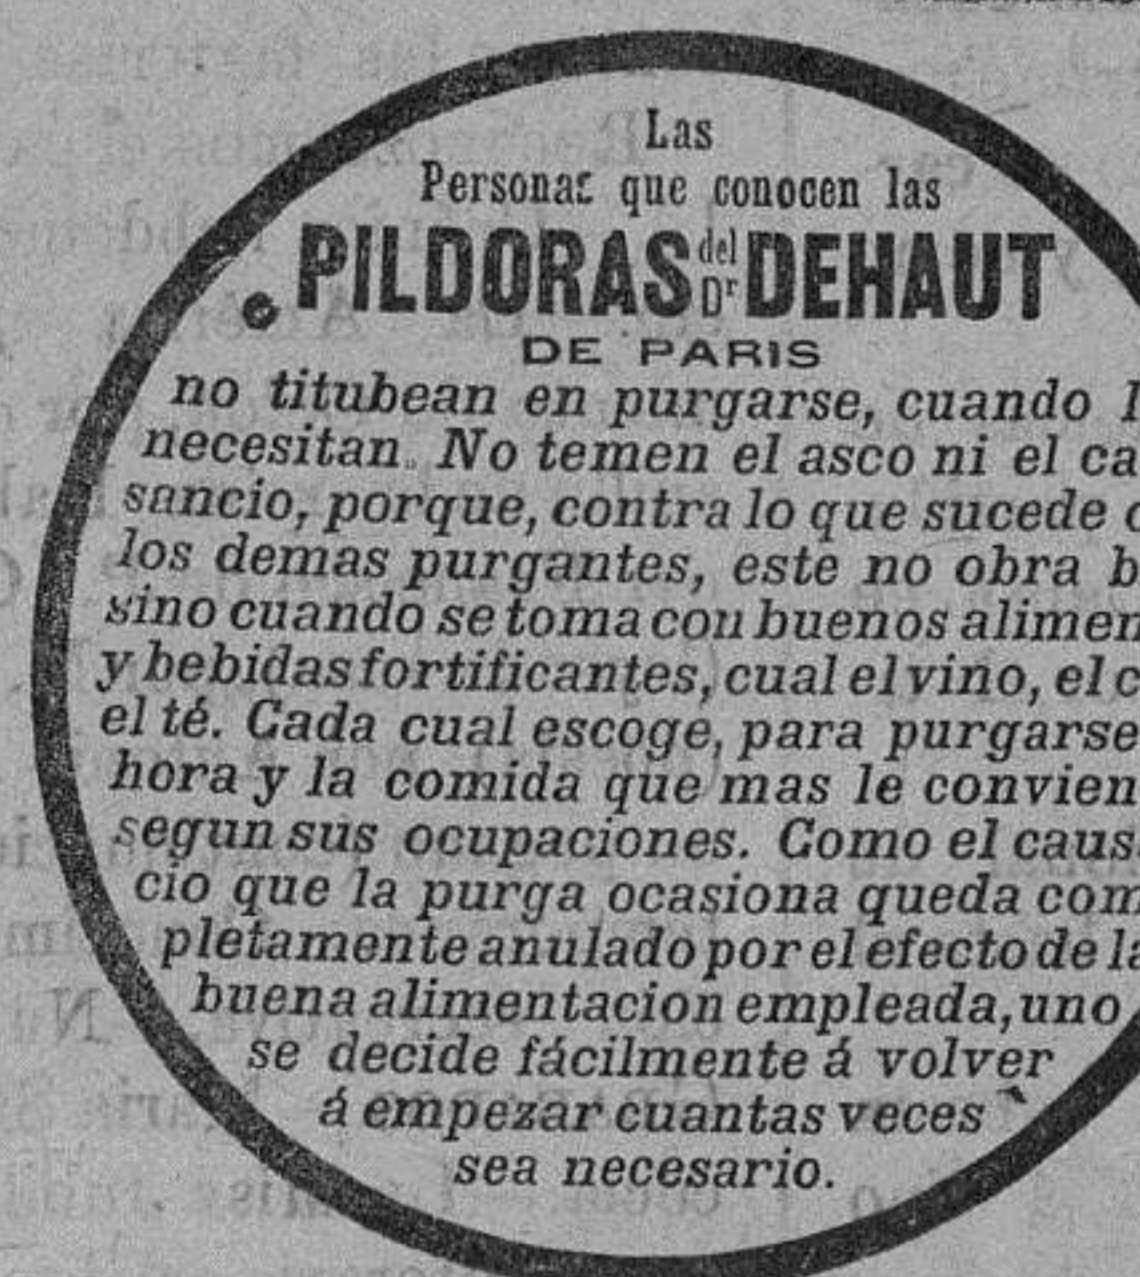 Las
Personas que conocen las
PILDORAS del Dr DEHAUT
DE PARIS
no titubean en purgarse, cuando
necesitan. No temen el asco ni el ca
sancio, porque, contra lo que sucede
los demas purgantes, este no obra b
sino cuando se toma con buenos alimen
y bebidas fortificantes, cual el vino, el c
el té. Cada cual escoge, para purgarse
hora y la comida que mas le convien
segun sus ocupaciones. Como el caus
cio que la purga ocasiona queda com
pletamente anulado por el efecto de la
buena alimentacion empleada, uno
se decide fácilmente á volver
á empezar cuantas veces
sea necesario.